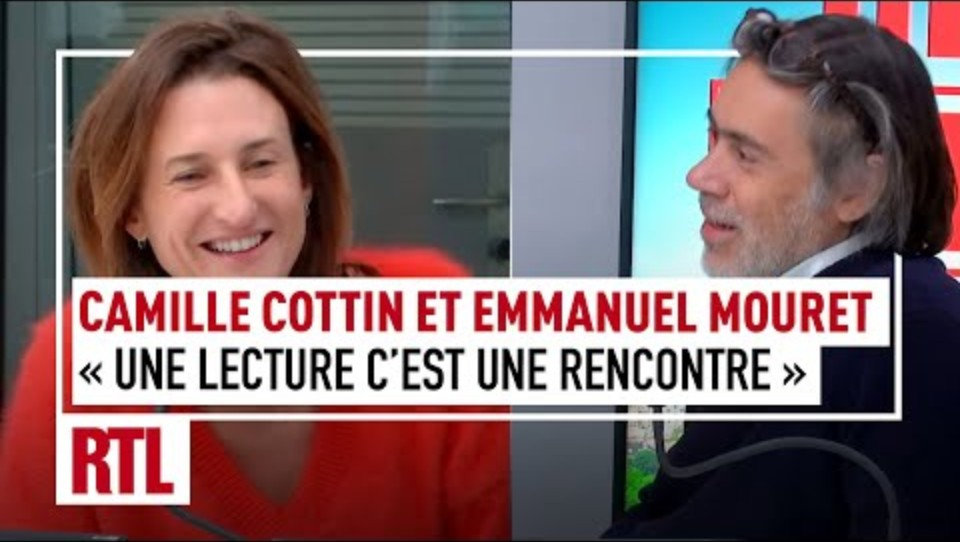 CAMILLE COTTIN ET EMMANUEL MOURET
« UNE LECTURE C’EST UNE RENCONTRE »
RTL